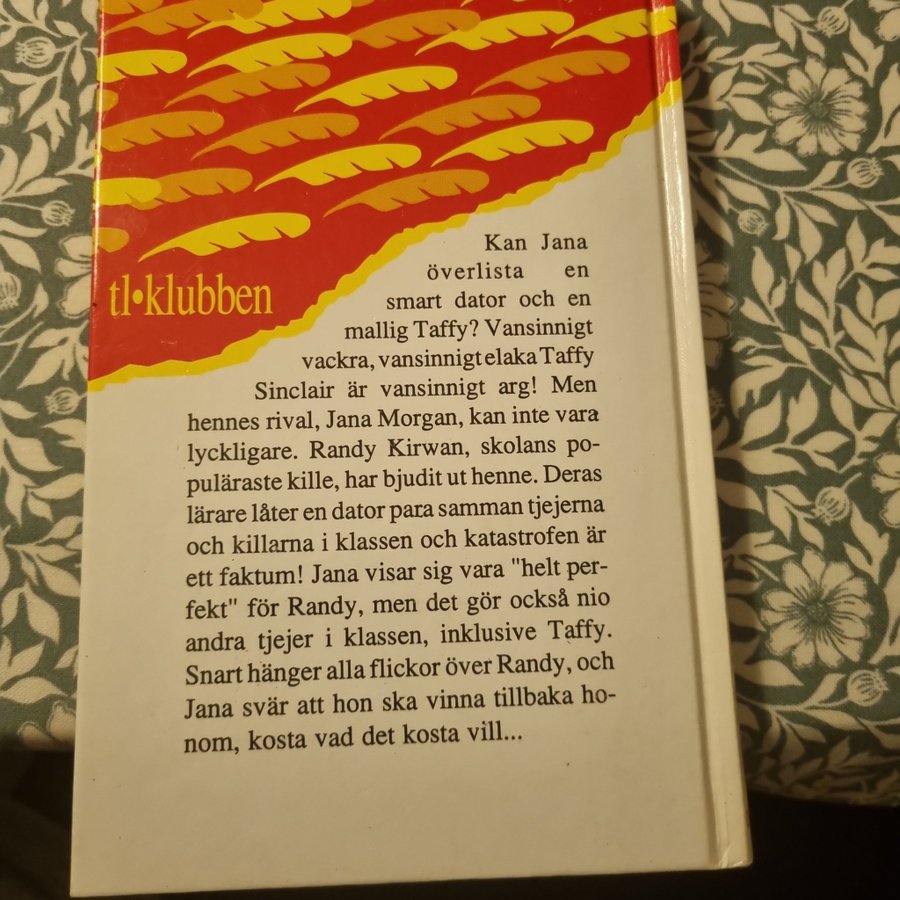 tl•klubben
Kan Jana
överlista en
smart dator och en
mallig Taffy? Vansinnigt
vackra, vansinnigt elaka Taffy
Sinclair är vansinnigt arg! Men
hennes rival, Jana Morgan, kan inte vara
lyckligare. Randy Kirwan, skolans po-
puläraste kille, har bjudit ut henne. Deras
lärare låter en dator para samman tjejerna
och killarna i klassen och katastrofen är
ett faktum! Jana visar sig vara "helt per-
fekt" för Randy, men det gör också nio
andra tjejer i klassen, inklusive Taffy.
Snart hänger alla flickor över Randy, och
Jana svär att hon ska vinna tillbaka ho-
nom, kosta vad det kosta vill...